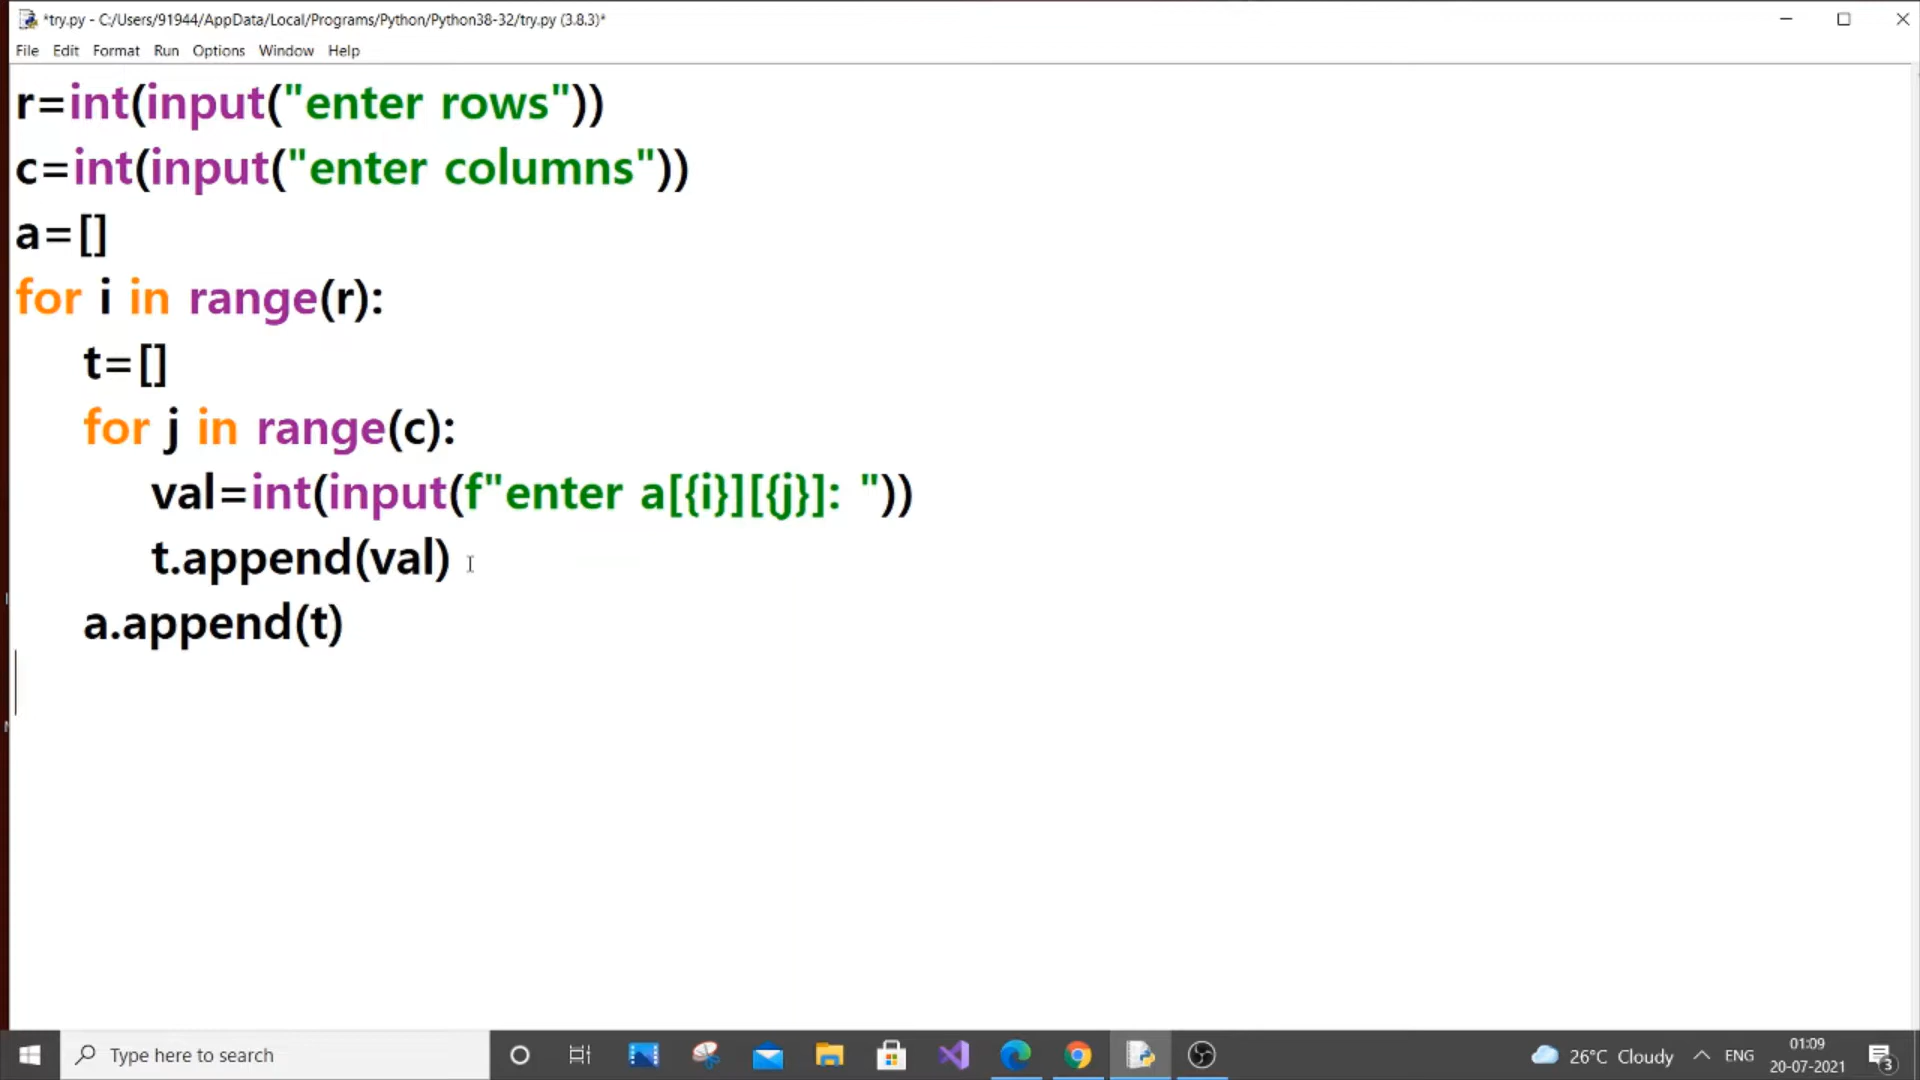 *try.py - C:/Users/91944/AppData/Local/Programs/Python/Python38-32/try.py (3.8.3)*
File Edit Format Run Options Window Help
r=int(input("enter rows"))
c=int(input("enter columns"))
a=[]
for i in range(r):
    t=[]
    for j in range(c):
        val=int(input(f"enter a[{i}][{j}]: "))
        t.append(val)
    a.append(t)
Type here to search
26°C Cloudy
ENG
01:09
20-07-2021
3